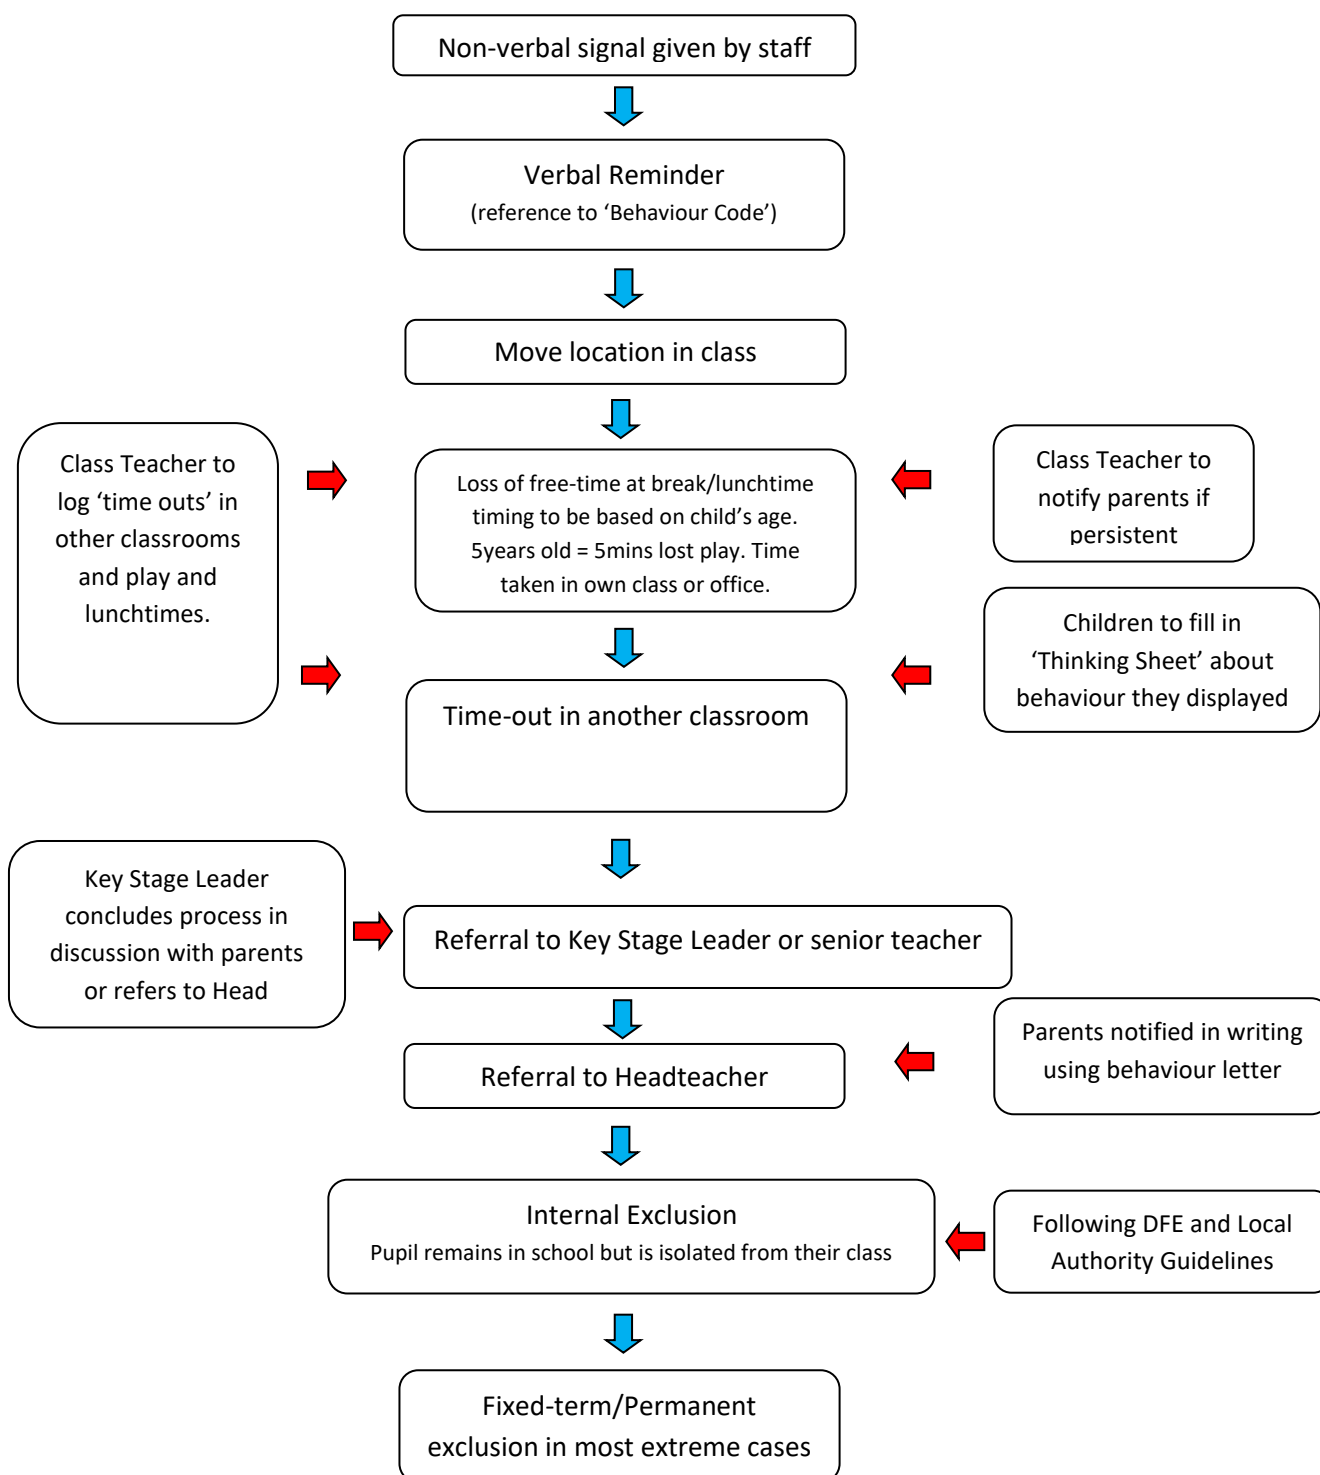 Non-verbal signal given by staff
Verbal Reminder
(reference to ‘Behaviour Code’)
Move location in class
Class Teacher to
log ‘time outs’ in
other classrooms
and play and
lunchtimes.
Loss of free-time at break/lunchtime
timing to be based on child’s age.
5years old = 5mins lost play. Time
taken in own class or office.
Class Teacher to
notify parents if
persistent
Children to fill in
‘Thinking Sheet’ about
behaviour they displayed
Time-out in another classroom
Key Stage Leader
concludes process in
discussion with parents
or refers to Head
Referral to Key Stage Leader or senior teacher
Referral to Headteacher
Parents notified in writing
using behaviour letter
Internal Exclusion
Pupil remains in school but is isolated from their class
Following DFE and Local
Authority Guidelines
Fixed-term/Permanent
exclusion in most extreme cases